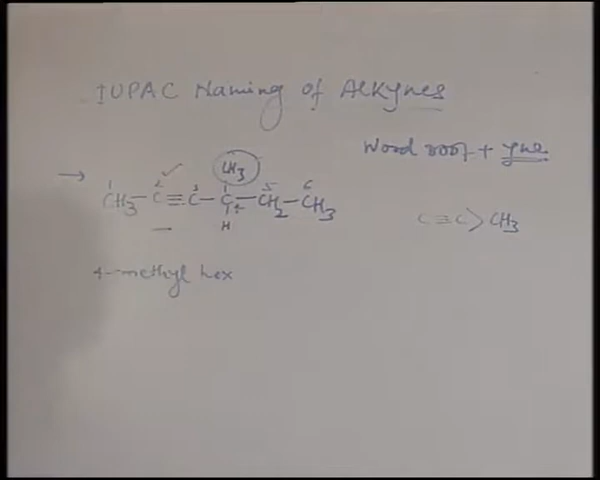 IUPAC Naming of Alkynes
Word root + yne
CH3
1 2 3 4 5 6
→ CH3 - C ≡ C - C - CH2 - CH3
H
C ≡ C > CH3
4-methyl hex